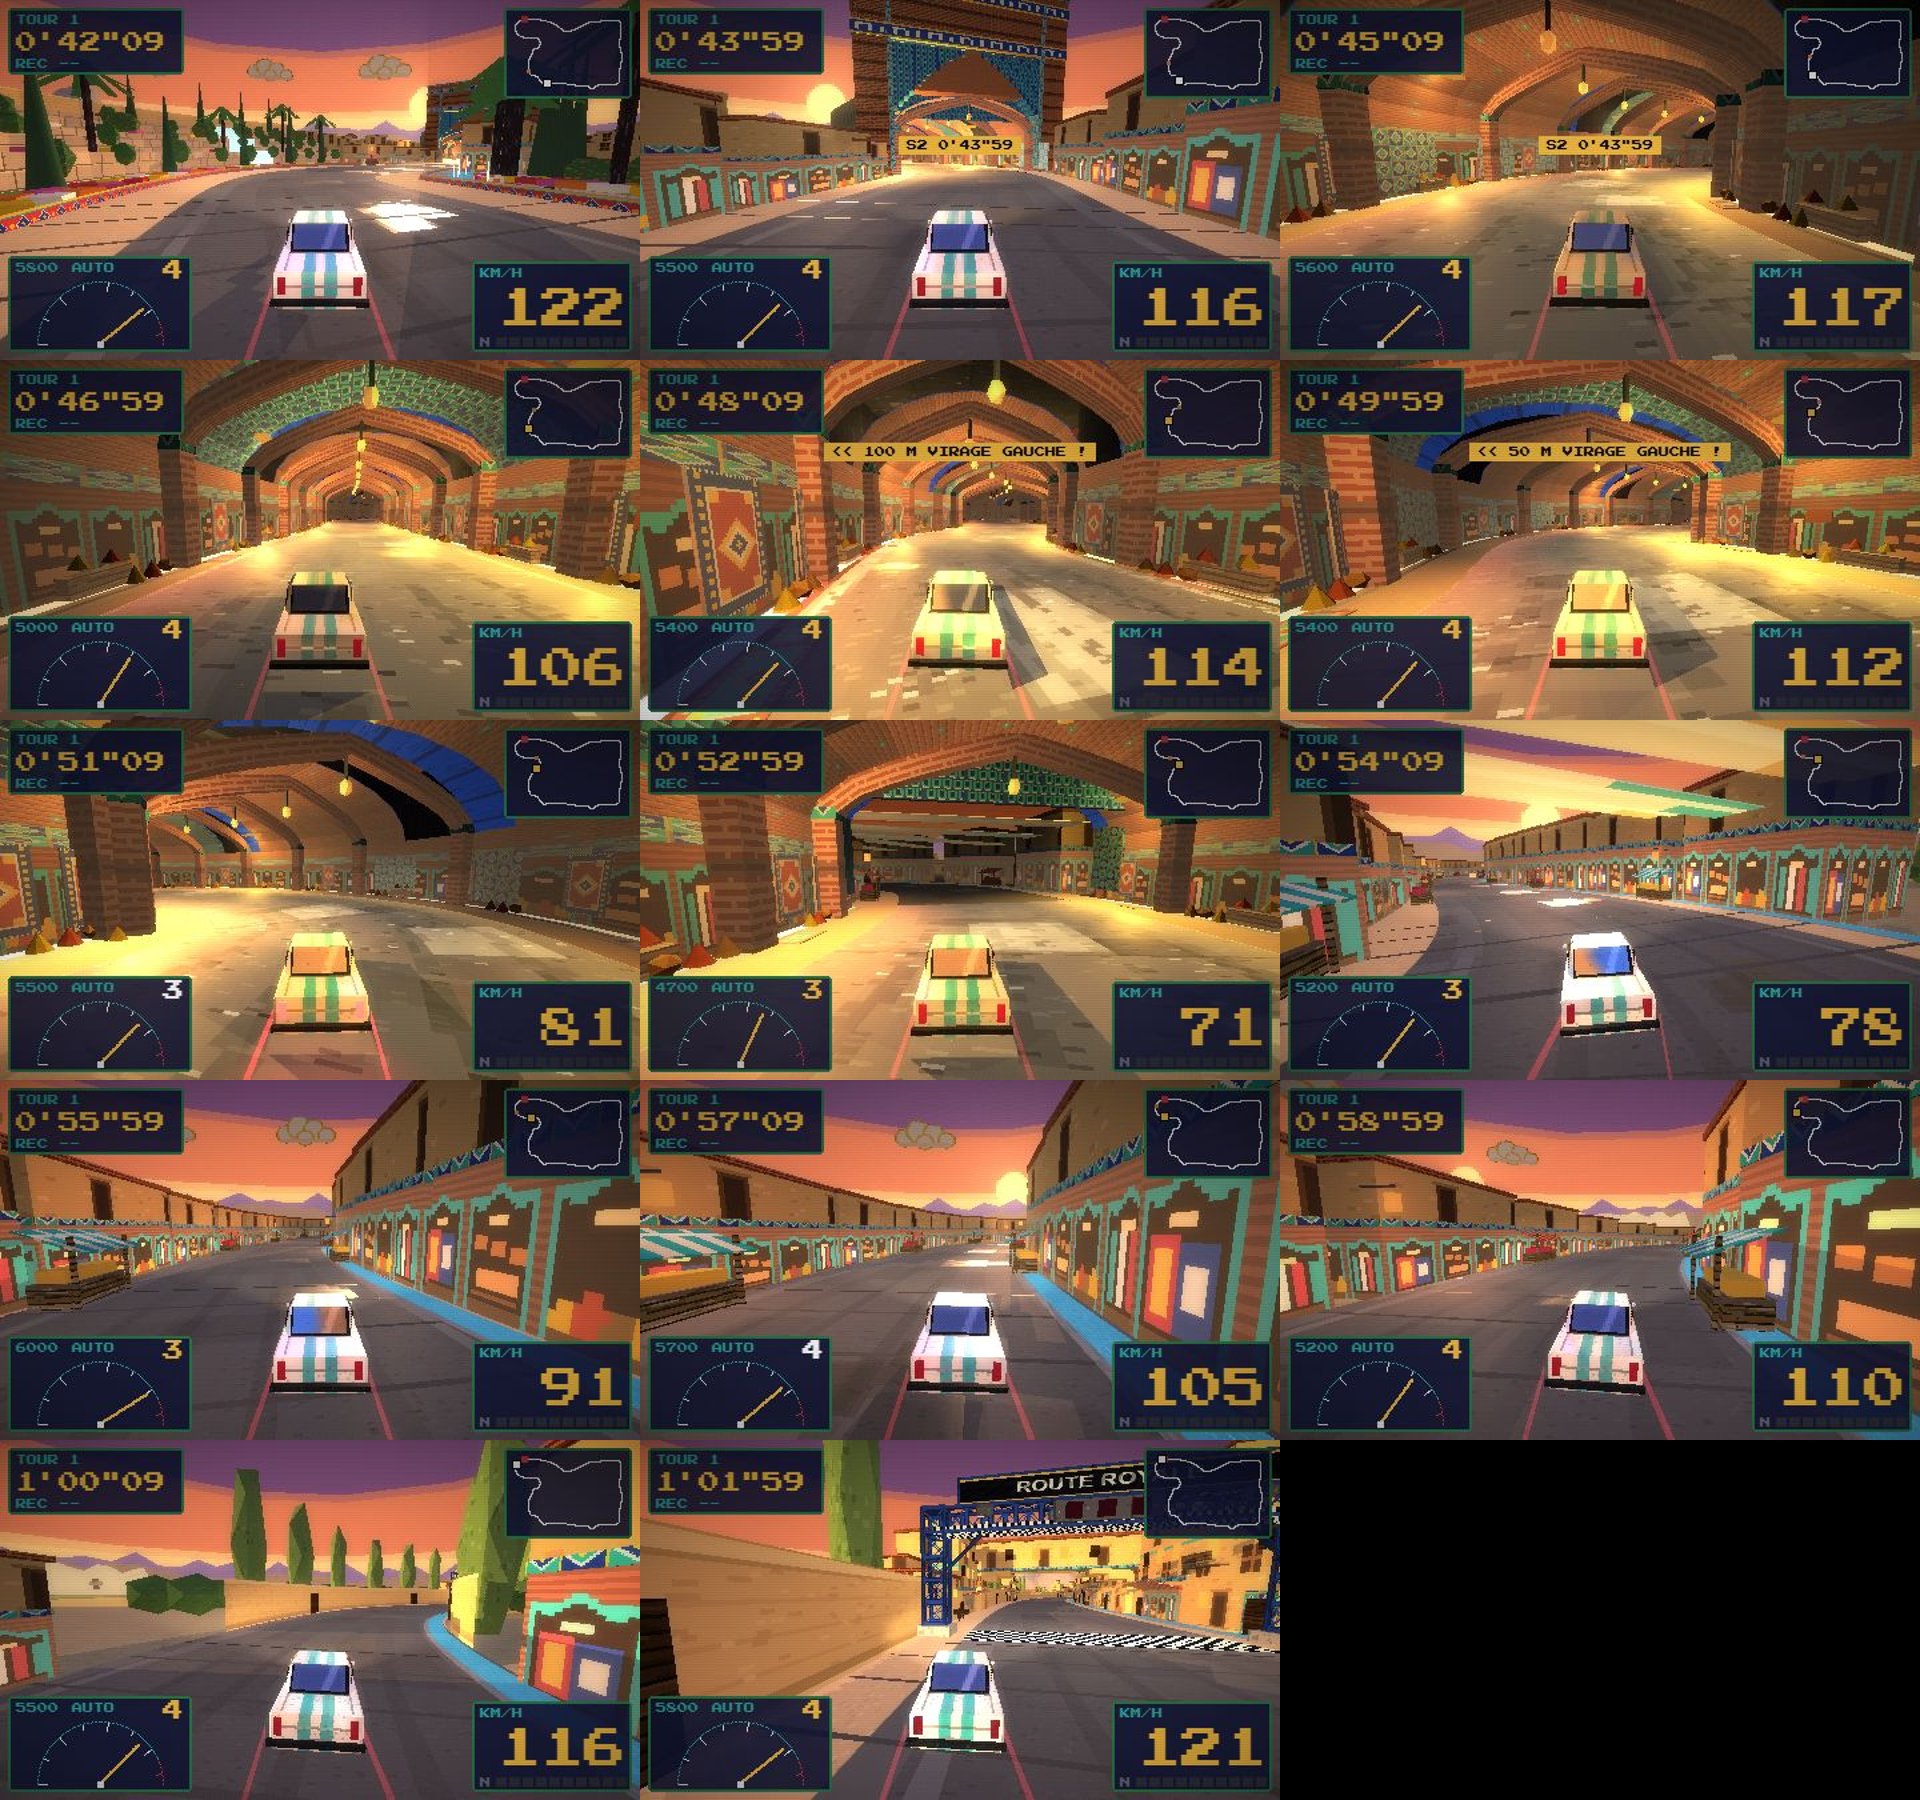 TOUR 1
0'42"09
REC --
5800 AUTO 4
KM/H
122
N
TOUR 1
0'43"59
REC --
S2 0'43"59
5500 AUTO 4
KM/H
116
N
TOUR 1
0'45"09
REC --
S2 0'43"59
5600 AUTO 4
KM/H
117
N
TOUR 1
0'46"59
REC --
5000 AUTO 4
KM/H
106
N
TOUR 1
0'48"09
REC --
<< 100 M VIRAGE GAUCHE !
5400 AUTO 4
KM/H
114
N
TOUR 1
0'49"59
REC --
<< 50 M VIRAGE GAUCHE !
5400 AUTO 4
KM/H
112
N
TOUR 1
0'51"09
REC --
5500 AUTO 3
KM/H
81
N
TOUR 1
0'52"59
REC --
4700 AUTO 3
KM/H
71
N
TOUR 1
0'54"09
REC --
5200 AUTO 3
KM/H
78
N
TOUR 1
0'55"59
REC --
6000 AUTO 3
KM/H
91
N
TOUR 1
0'57"09
REC --
5700 AUTO 4
KM/H
105
N
TOUR 1
0'58"59
REC --
5200 AUTO 4
KM/H
110
N
TOUR 1
1'00"09
REC --
5500 AUTO 4
KM/H
116
N
TOUR 1
1'01"59
REC --
ROUTE ROY
5800 AUTO 4
KM/H
121
N